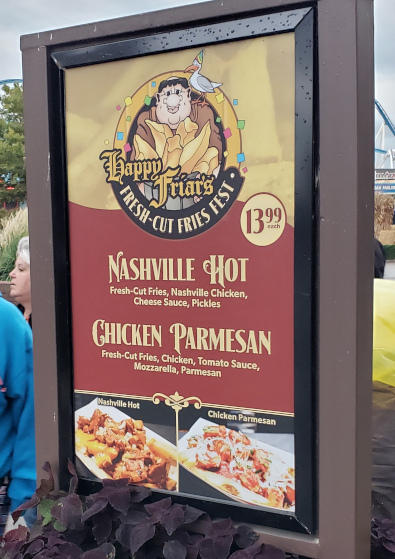 Happy
Friar's
FRESH-CUT FRIES FEST
13.99
each
NASHVILLE HOT
Fresh-Cut Fries, Nashville Chicken,
Cheese Sauce, Pickles
CHICKEN PARMESAN
Fresh-Cut Fries, Chicken, Tomato Sauce,
Mozzarella, Parmesan
Nashville Hot
Chicken Parmesan